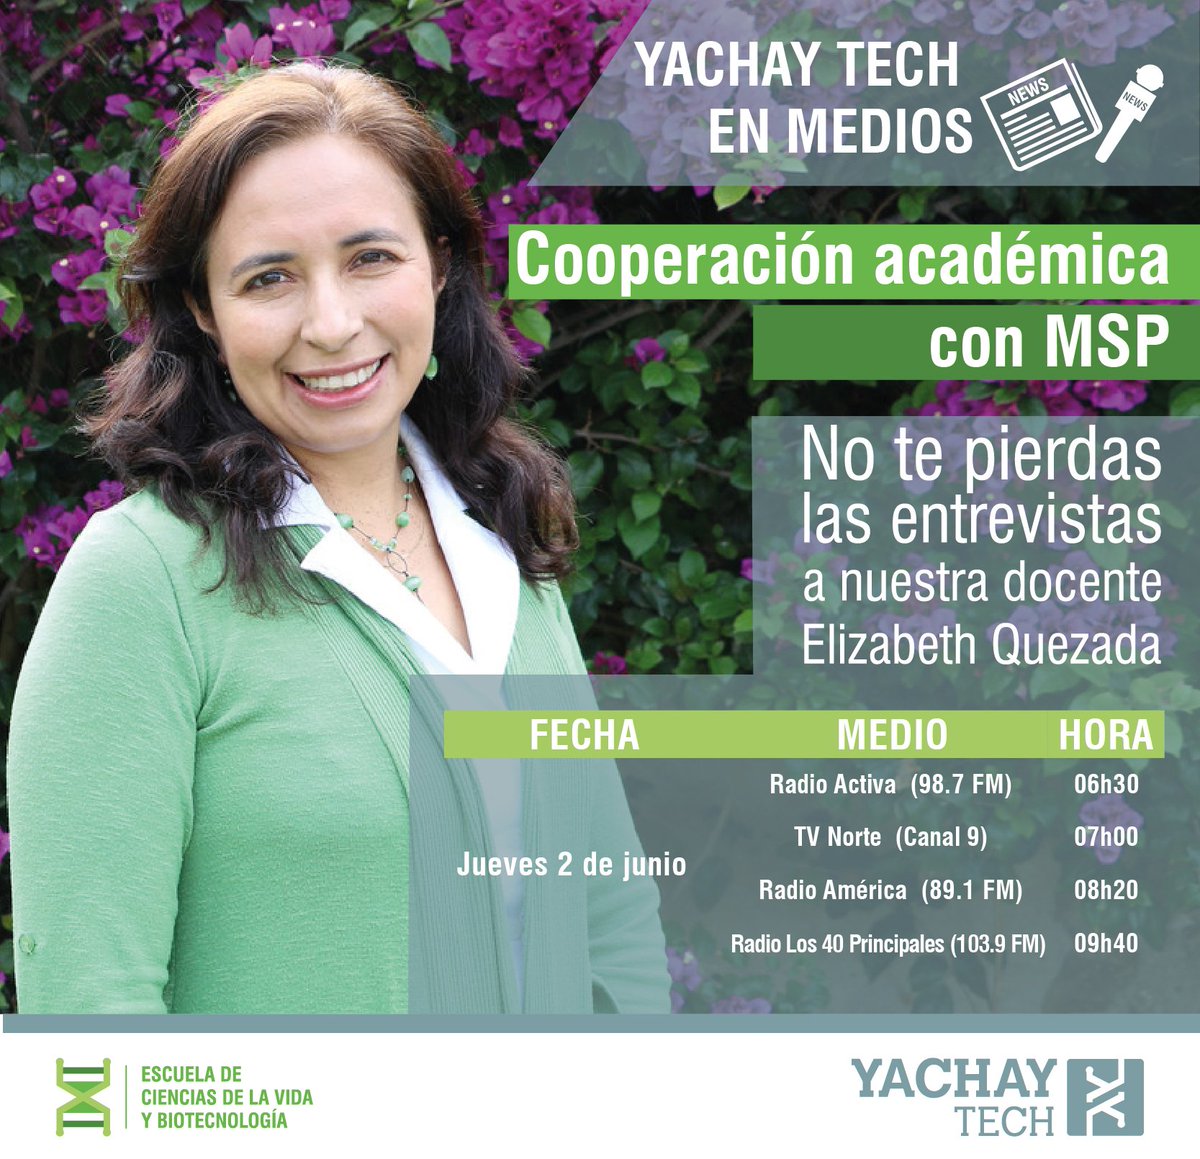 YACHAY TECH
EN MEDIOS
NEWS
NEWS
Cooperación académica
con MSP
No te pierdas
las entrevistas
a nuestra docente
Elizabeth Quezada
FECHA MEDIO HORA
Radio Activa (98.7 FM) 06h30
TV Norte (Canal 9) 07h00
Jueves 2 de junio
Radio América (89.1 FM) 08h20
Radio Los 40 Principales (103.9 FM) 09h40
ESCUELA DE
CIENCIAS DE LA VIDA
Y BIOTECNOLOGÍA
YACHAY
TECH